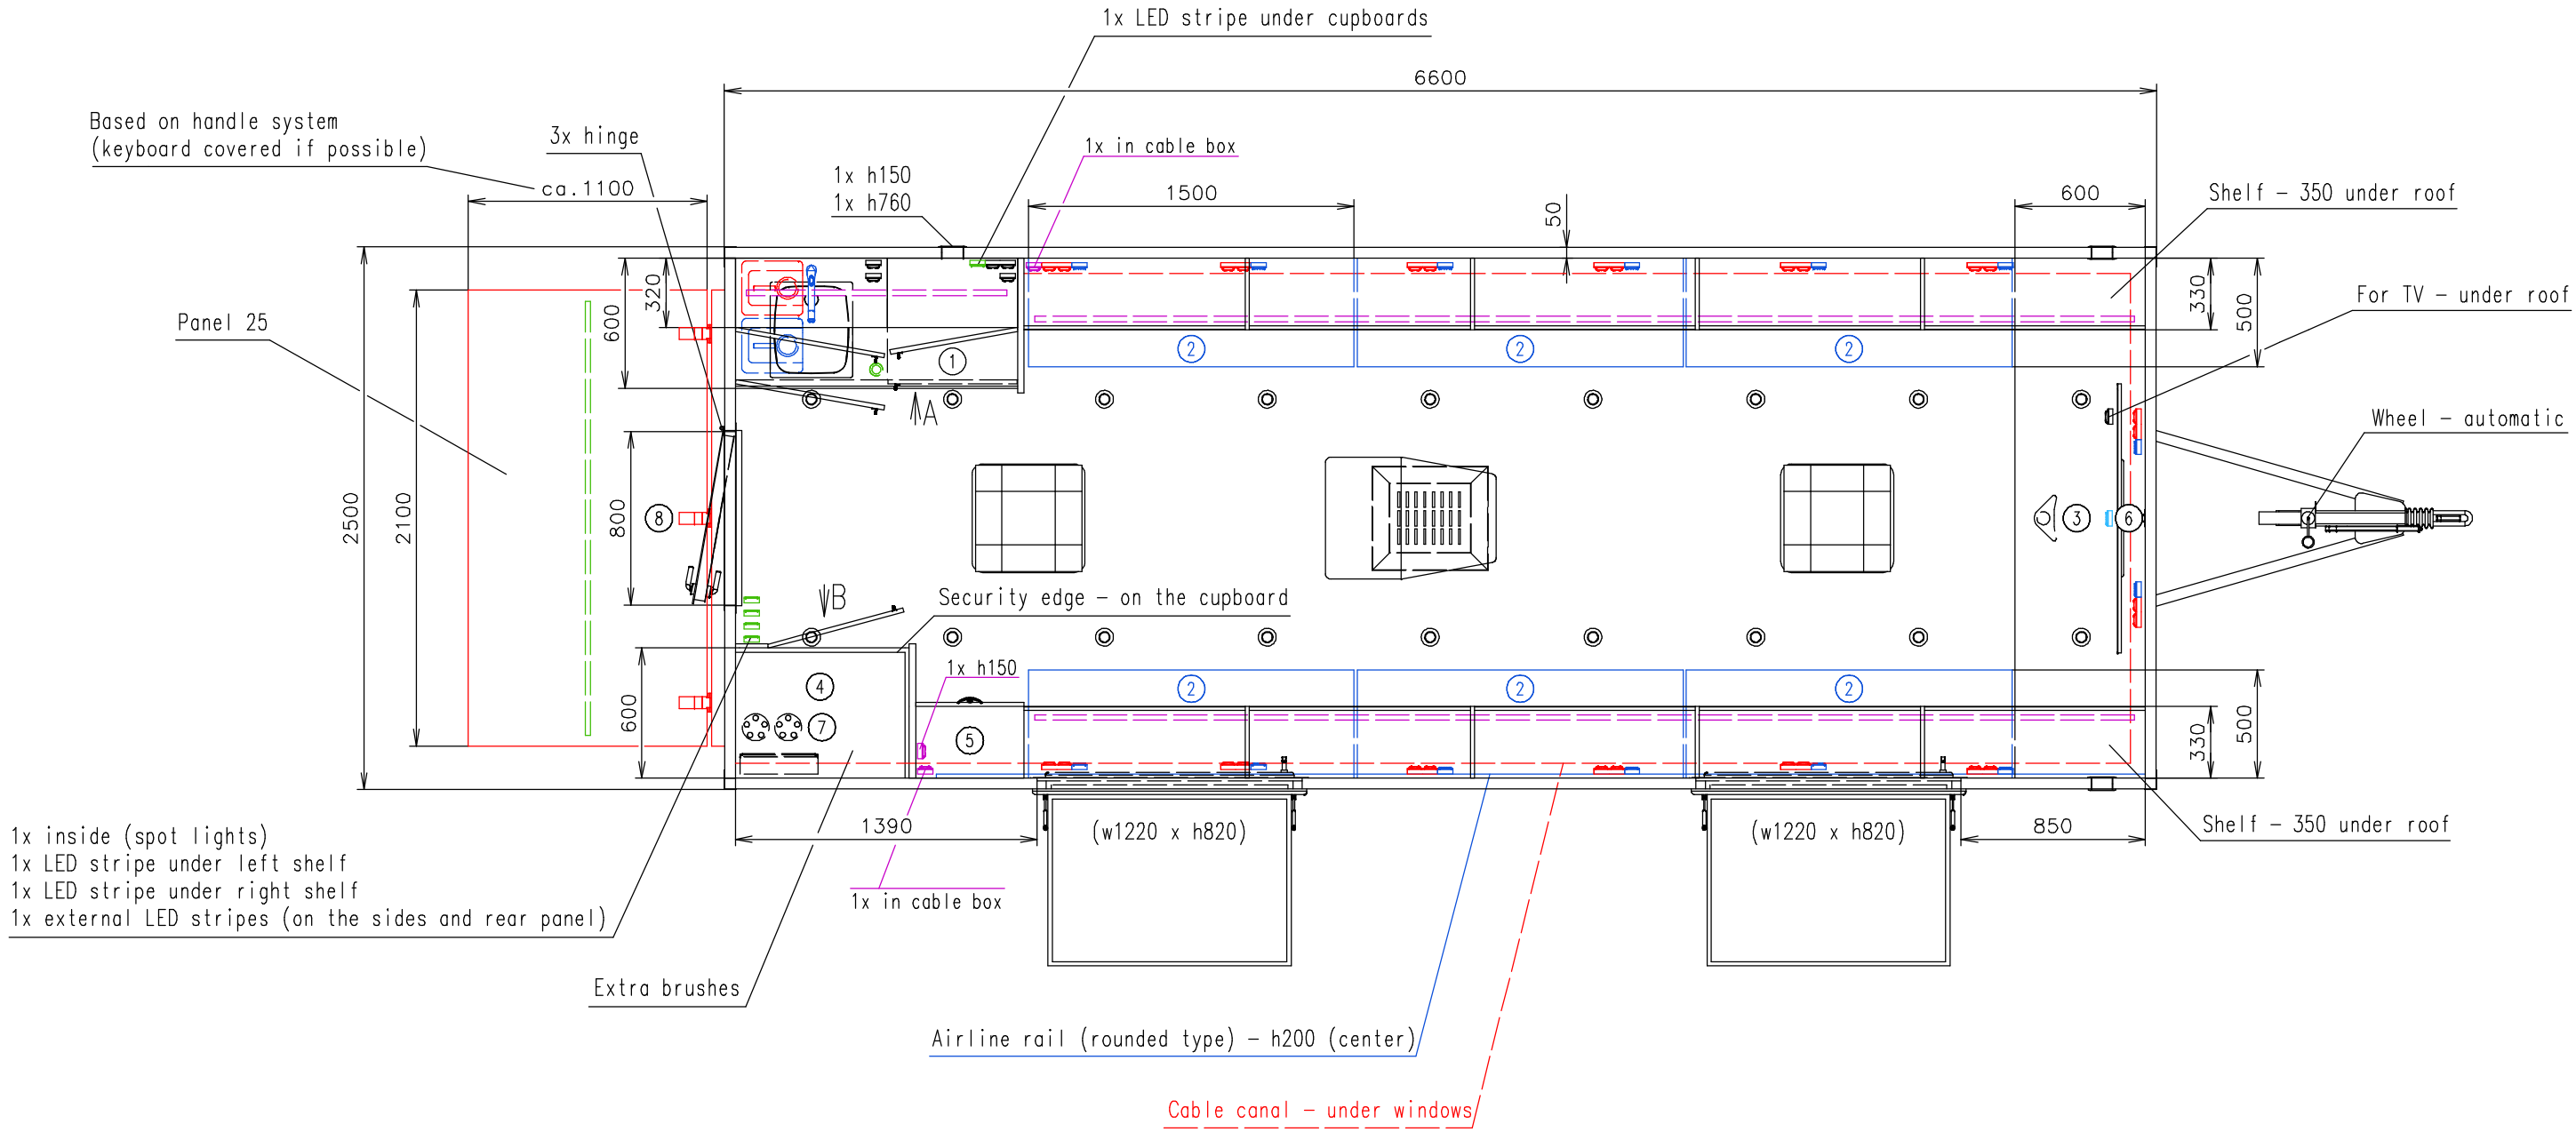 1x LED stripe under cupboards
6600
Based on handle system
(keyboard covered if possible)
3x hinge
1x in cable box
ca.1100
1x h150
1x h760
1500
50
600
Shelf – 350 under roof
320
600
330
500
For TV – under roof
Panel 25
2
2
2
1
A
Wheel – automatic
2500
2100
800
8
3
6
B
Security edge – on the cupboard
1x h150
600
4
7
5
2
2
2
330
500
1390
(w1220 x h820)
(w1220 x h820)
850
Shelf – 350 under roof
1x inside (spot lights)
1x LED stripe under left shelf
1x LED stripe under right shelf
1x external LED stripes (on the sides and rear panel)
1x in cable box
Extra brushes
Airline rail (rounded type) – h200 (center)
Cable canal – under windows